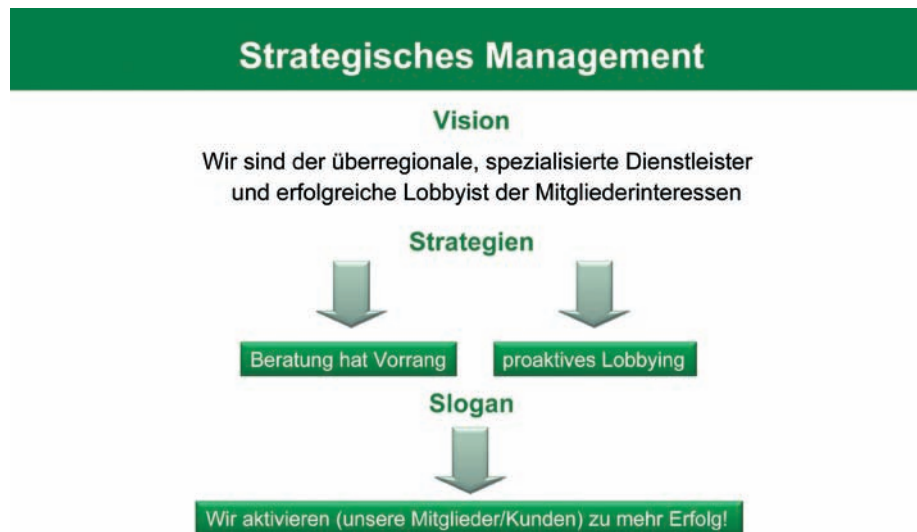 Strategisches Management
Vision
Wir sind der überregionale, spezialisierte Dienstleister
und erfolgreiche Lobbyist der Mitgliederinteressen
Strategien
Beratung hat Vorrang
proaktives Lobbying
Slogan
Wir aktivieren (unsere Mitglieder/Kunden) zu mehr Erfolg!